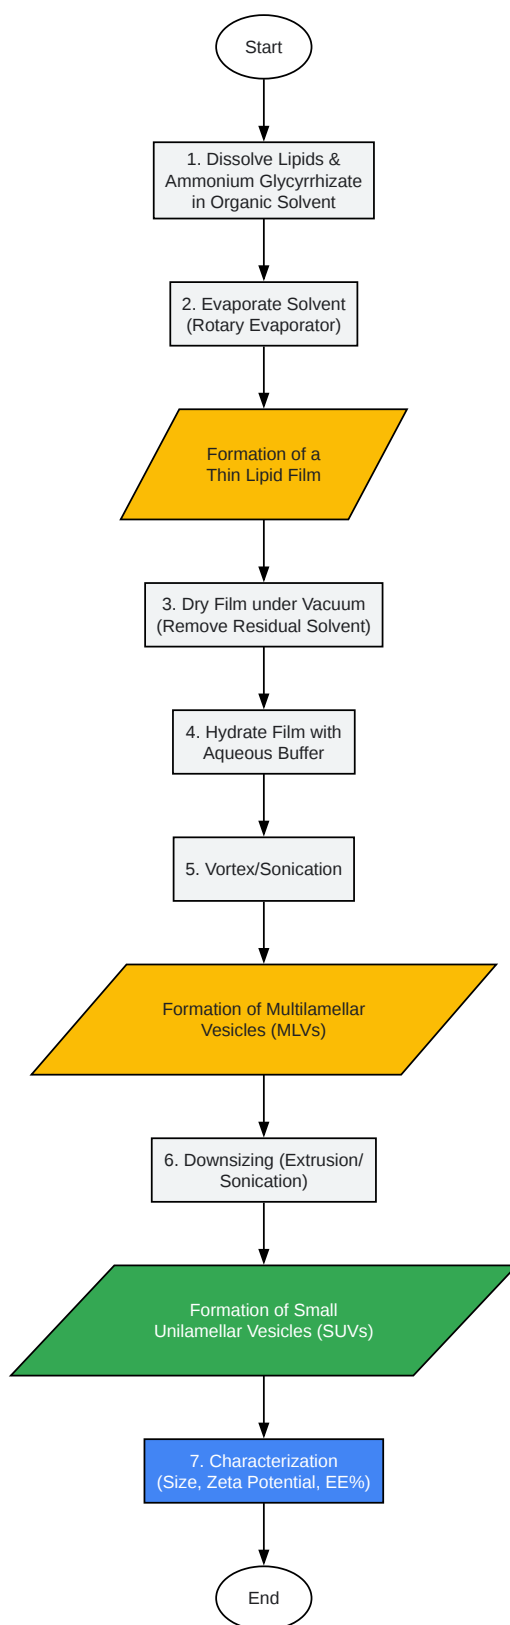 Start
1. Dissolve Lipids &
Ammonium Glycyrrhizate
in Organic Solvent
2. Evaporate Solvent
(Rotary Evaporator)
Formation of a
Thin Lipid Film
3. Dry Film under Vacuum
(Remove Residual Solvent)
4. Hydrate Film with
Aqueous Buffer
5. Vortex/Sonication
Formation of Multilamellar
Vesicles (MLVs)
6. Downsizing (Extrusion/
Sonication)
Formation of Small
Unilamellar Vesicles (SUVs)
7. Characterization
(Size, Zeta Potential, EE%)
End